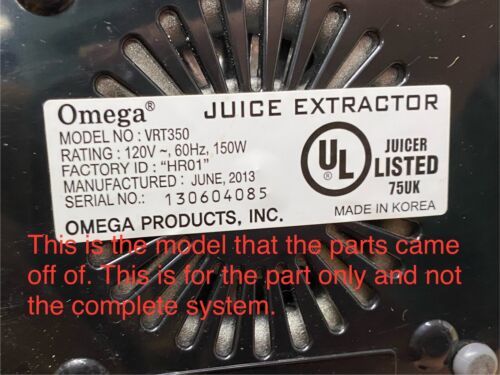 Omega® JUICE EXTRACTOR
MODEL NO : VRT350
RATING : 120V ~, 60Hz, 150W
FACTORY ID : “HR01”
MANUFACTURED : JUNE, 2013
SERIAL NO.: 130604085
OMEGA PRODUCTS, INC.
UL
®
JUICER
LISTED
75UK
MADE IN KOREA
This is the model that the parts came
off of. This is for the part only and not
the complete system.